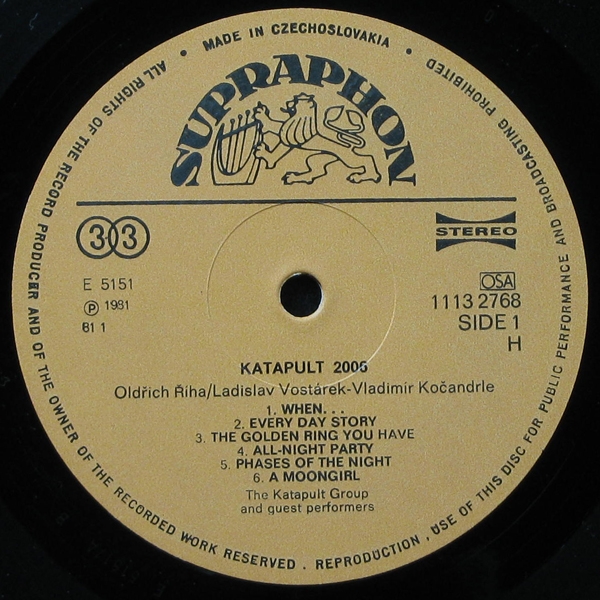 MADE IN CZECHOSLOVAKIA
ALL RIGHTS OF THE RECORD PRODUCER AND OF THE OWNER OF THE RECORDED WORK RESERVED . REPRODUCTION , USE OF THIS DISC FOR PUBLIC PERFORMANCE AND BROADCASTING PROHIBITED
SUPRAPHON
33
STEREO
E 5151
OSA
Ⓟ 1981
1113 2768
81 1
SIDE 1
H
KATAPULT 2006
Oldřich Říha/Ladislav Vostárek-Vladimír Kočandrle
1. WHEN. . .
2. EVERY DAY STORY
3. THE GOLDEN RING YOU HAVE
4. ALL-NIGHT PARTY
5. PHASES OF THE NIGHT
6. A MOONGIRL
The Katapult Group
and guest performers